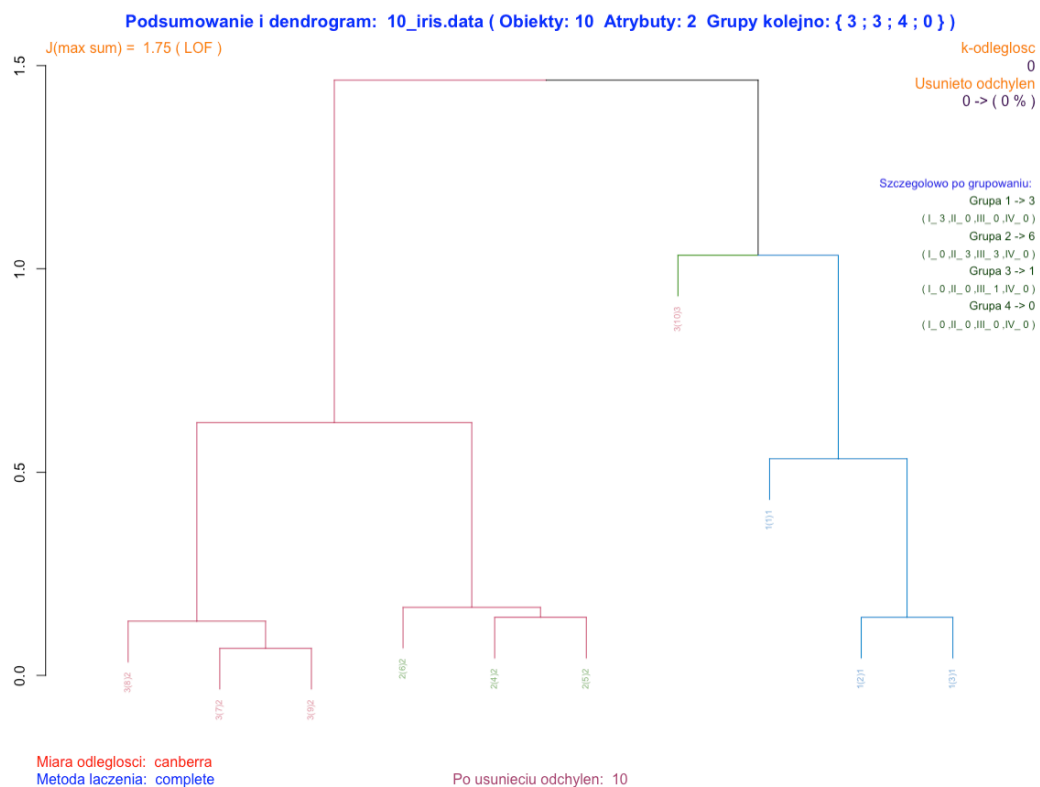 Podsumowanie i dendrogram: 10_iris.data ( Obiekty: 10 Atrybuty: 2 Grupy kolejno: { 3 ; 3 ; 4 ; 0 } )
J(max sum) = 1.75 ( LOF )
k-odleglosc
0
Usunieto odchylen
0 -> ( 0 % )
Szczegolowo po grupowaniu:
Grupa 1 -> 3
( I_ 3 ,II_ 0 ,III_ 0 ,IV_ 0 )
Grupa 2 -> 6
( I_ 0 ,II_ 3 ,III_ 3 ,IV_ 0 )
Grupa 3 -> 1
( I_ 0 ,II_ 0 ,III_ 1 ,IV_ 0 )
Grupa 4 -> 0
( I_ 0 ,II_ 0 ,III_ 0 ,IV_ 0 )
1.5
1.0
0.5
0.0
3(8)2
3(7)2
3(9)2
2(6)2
2(4)2
2(5)2
3(10)3
1(1)1
1(2)1
1(3)1
Miara odleglosci: canberra
Metoda laczenia: complete
Po usunieciu odchylen: 10